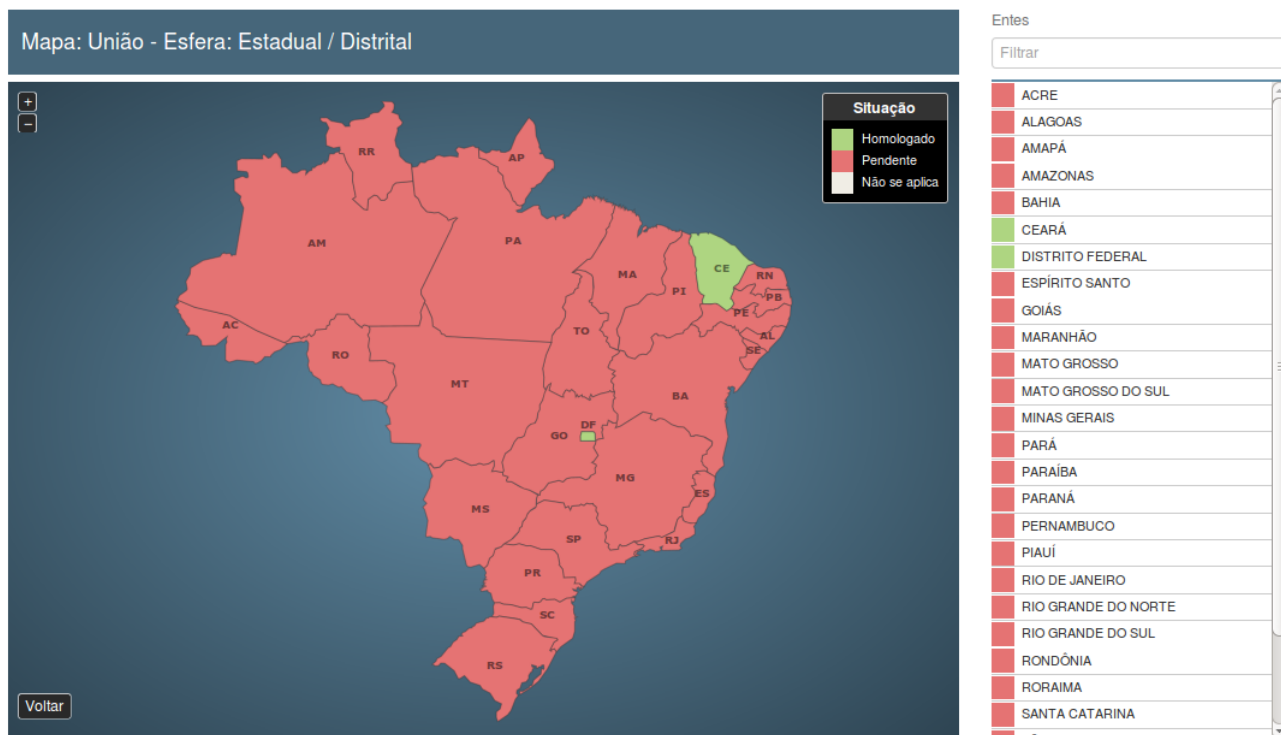 Mapa: União - Esfera: Estadual / Distrital
+
−
Situação
Homologado
Pendente
Não se aplica
RR
AP
AM
PA
MA
CE
RN
PI
PB
PE
AC
TO
AL
SE
RO
MT
BA
DF
GO
MG
ES
MS
SP
RJ
PR
SC
RS
Voltar
Entes
Filtrar
ACRE
ALAGOAS
AMAPÁ
AMAZONAS
BAHIA
CEARÁ
DISTRITO FEDERAL
ESPÍRITO SANTO
GOIÁS
MARANHÃO
MATO GROSSO
MATO GROSSO DO SUL
MINAS GERAIS
PARÁ
PARAÍBA
PARANÁ
PERNAMBUCO
PIAUÍ
RIO DE JANEIRO
RIO GRANDE DO NORTE
RIO GRANDE DO SUL
RONDÔNIA
RORAIMA
SANTA CATARINA